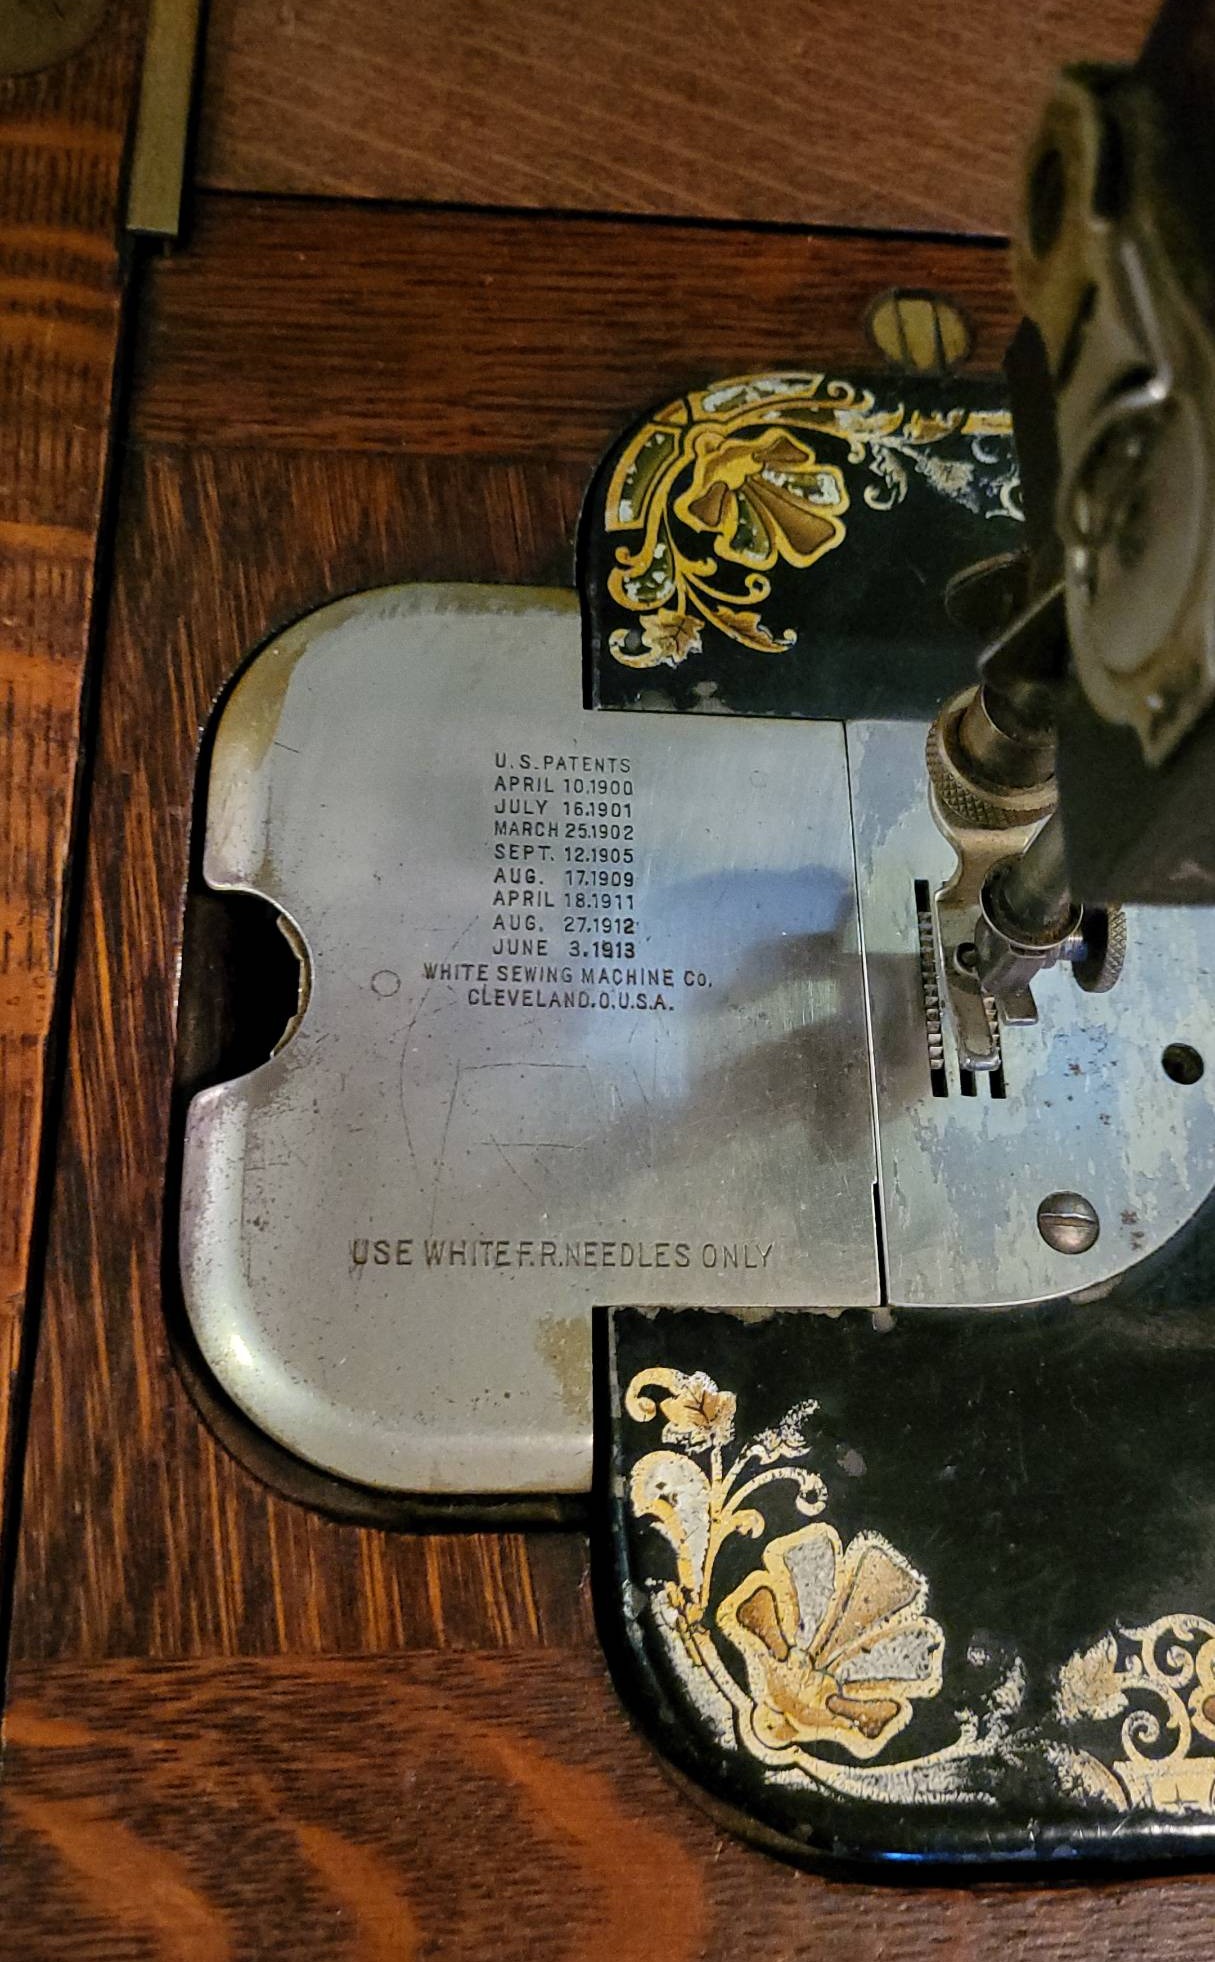 U.S.PATENTS
APRIL 10.1900
JULY 16.1901
MARCH 25.1902
SEPT. 12.1905
AUG. 17.1909
APRIL 18.1911
AUG. 27.1912
JUNE 3.1913
WHITE SEWING MACHINE CO.
CLEVELAND.O.U.S.A.
USE WHITE F.R.NEEDLES ONLY